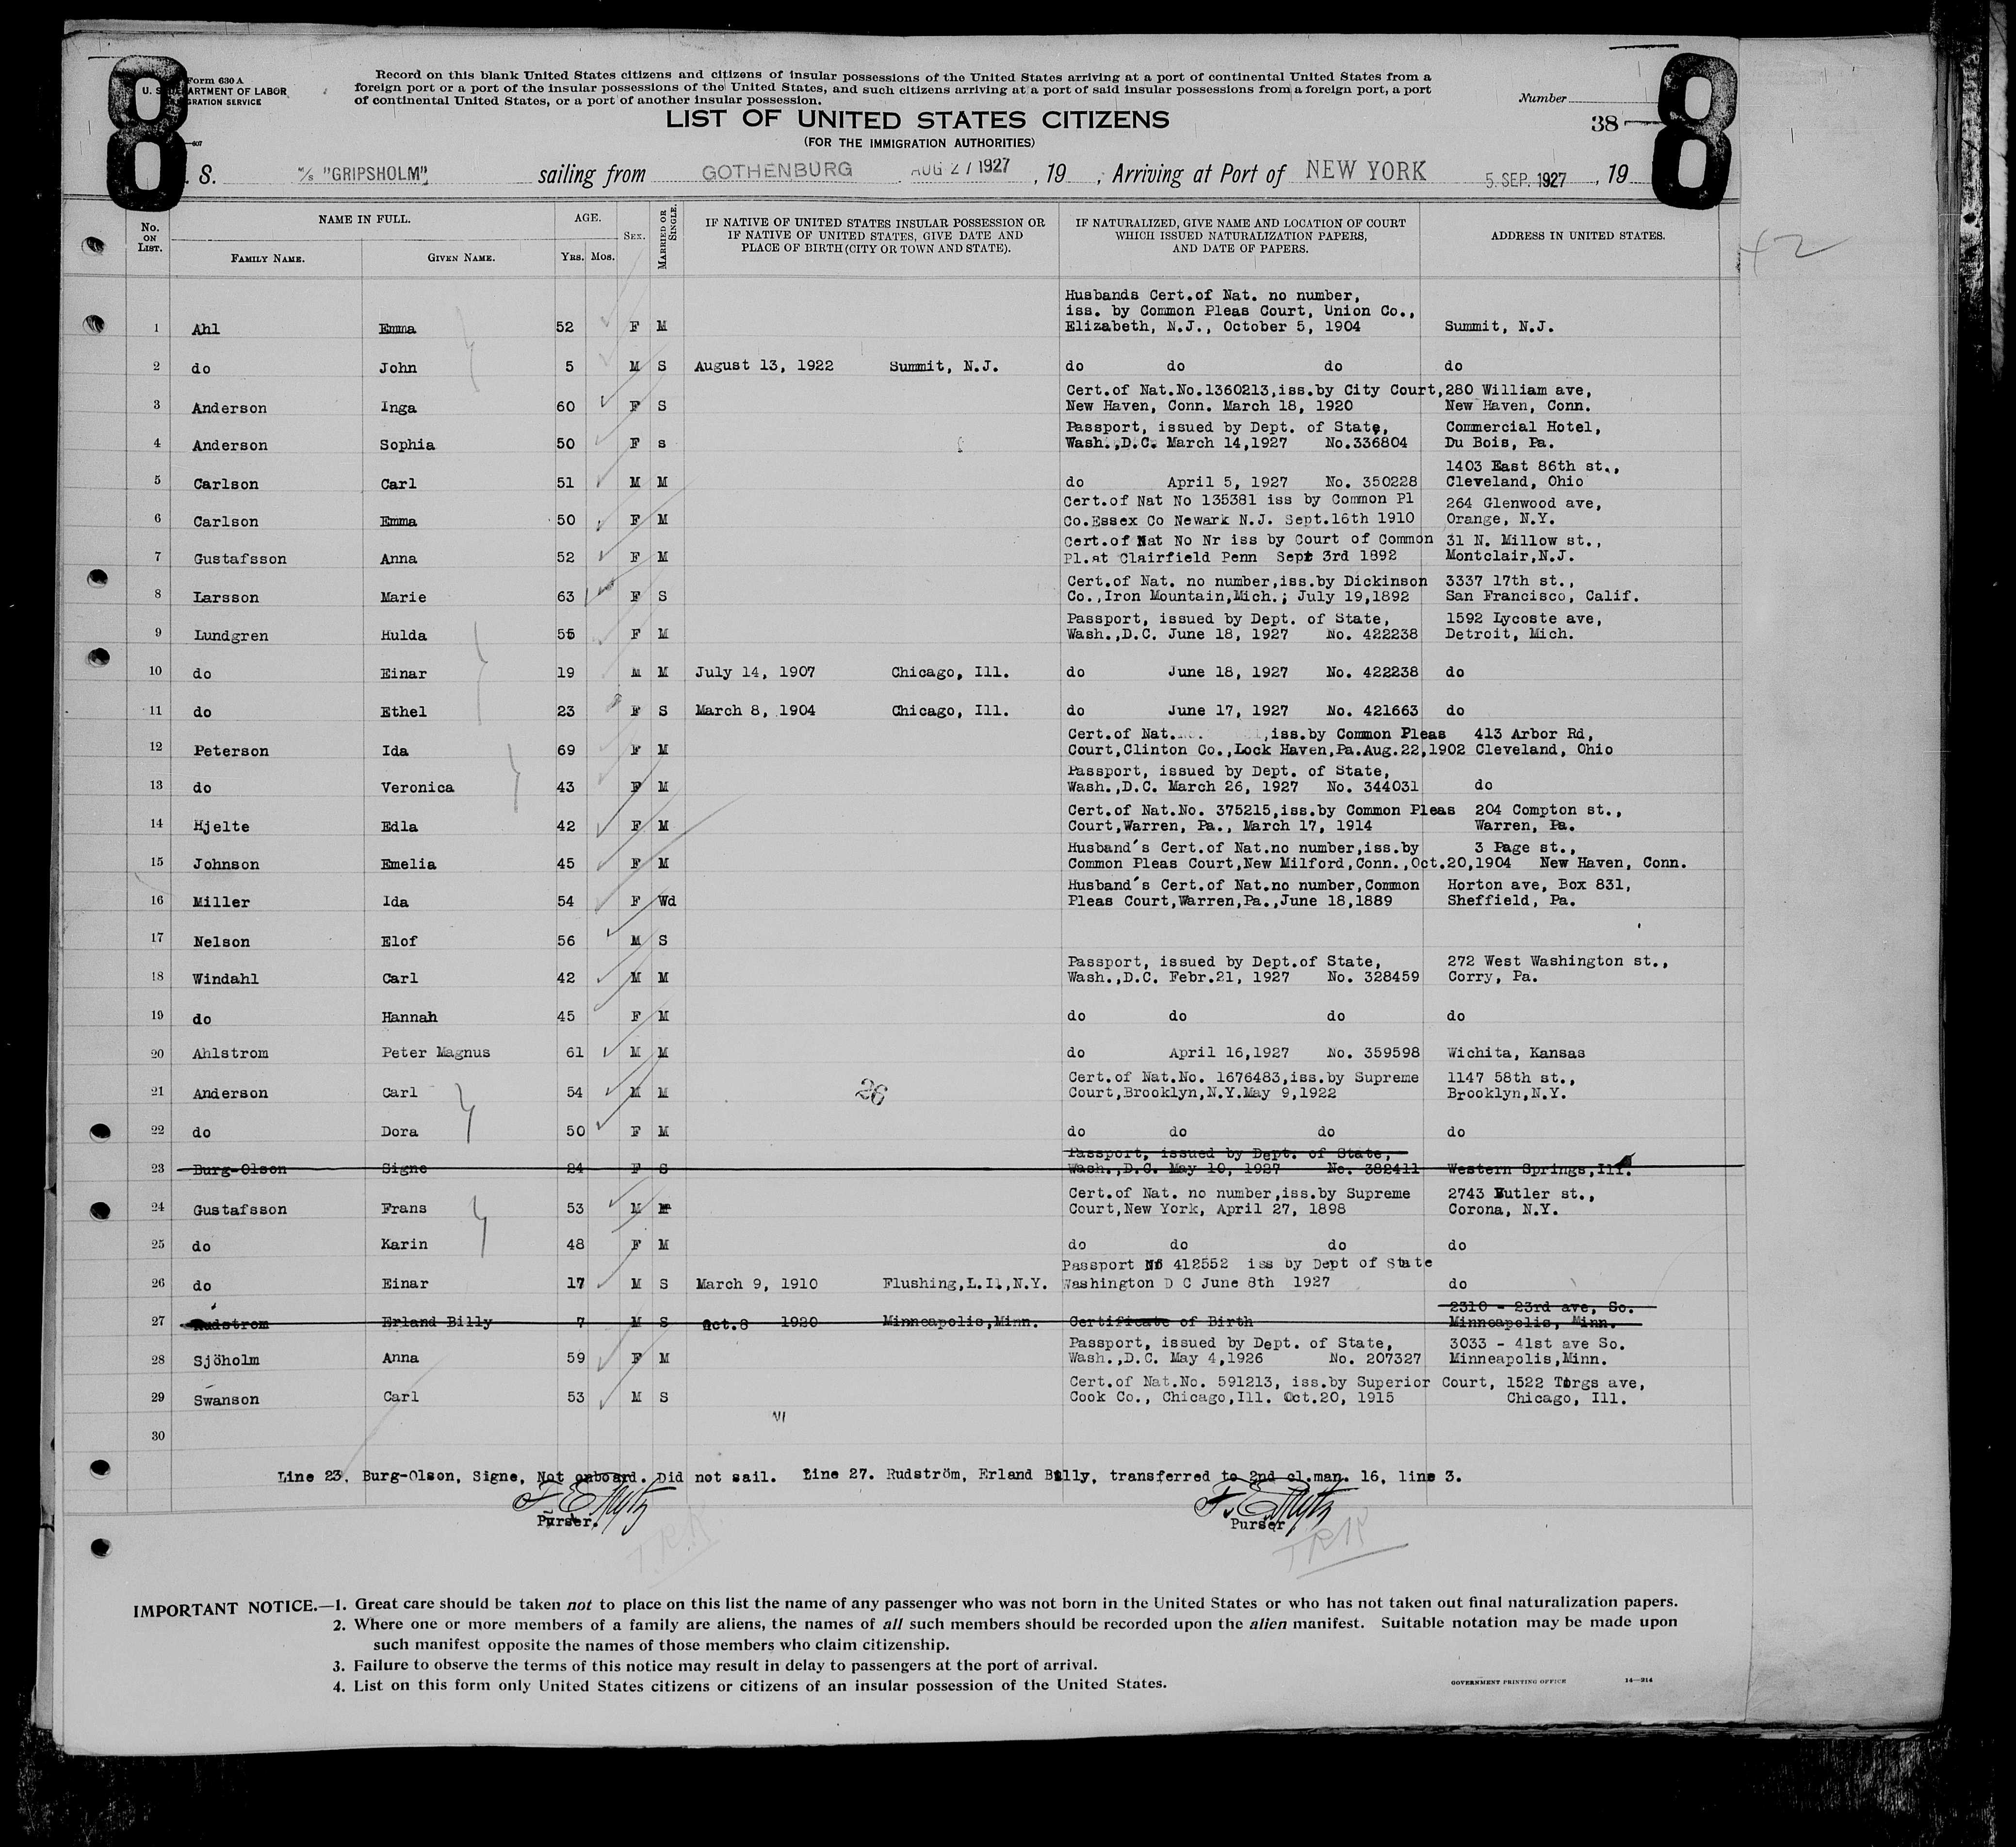 8
8
Form 630 A
U. S. DEPARTMENT OF LABOR
IMMIGRATION SERVICE
Record on this blank United States citizens and citizens of insular possessions of the United States arriving at a port of continental United States from a
foreign port or a port of the insular possessions of the United States, and such citizens arriving at a port of said insular possessions from a foreign port, a port
of continental United States, or a port of another insular possession.
Number
LIST OF UNITED STATES CITIZENS
38
(FOR THE IMMIGRATION AUTHORITIES)
S. M/S "GRIPSHOLM" sailing from GOTHENBURG AUG 27 1927, 19 , Arriving at Port of NEW YORK 5. SEP. 1927, 19
42
No. ON LIST. NAME IN FULL. AGE. SEX. MARRIED OR SINGLE. IF NATIVE OF UNITED STATES INSULAR POSSESSION OR IF NATIVE OF UNITED STATES, GIVE DATE AND PLACE OF BIRTH (CITY OR TOWN AND STATE). IF NATURALIZED, GIVE NAME AND LOCATION OF COURT WHICH ISSUED NATURALIZATION PAPERS, AND DATE OF PAPERS. ADDRESS IN UNITED STATES.
FAMILY NAME. GIVEN NAME. YRS. MOS.
Husbands Cert.of Nat. no number,
iss. by Common Pleas Court, Union Co.,
1 Ahl Emma 52 F M Elizabeth, N.J., October 5, 1904 Summit, N.J.
2 do John 5 M S August 13, 1922 Summit, N.J. do do do do
Cert.of Nat.No.1360213,iss.by City Court, 280 William ave,
3 Anderson Inga 60 F S New Haven, Conn. March 18, 1920 New Haven, Conn.
Passport, issued by Dept. of State, Commercial Hotel,
4 Anderson Sophia 50 F s Wash.,D.C. March 14,1927 No.336804 Du Bois, Pa.
1403 East 86th st.,
5 Carlson Carl 51 M M do April 5, 1927 No. 350228 Cleveland, Ohio
Cert.of Nat No 135381 iss by Common Pl 264 Glenwood ave,
6 Carlson Emma 50 F M Co.Essex Co Newark N.J. Sept.16th 1910 Orange, N.Y.
Cert.of Nat No Nr iss by Court of Common 31 N. Millow st.,
7 Gustafsson Anna 52 F M Pl.at Clairfield Penn Sept 3rd 1892 Montclair,N.J.
Cert.of Nat. no number,iss.by Dickinson 3337 17th st.,
8 Larsson Marie 63 F S Co.,Iron Mountain,Mich.; July 19,1892 San Francisco, Calif.
Passport, issued by Dept. of State, 1592 Lycoste ave,
9 Lundgren Hulda 55 F M Wash.,D.C. June 18, 1927 No. 422238 Detroit, Mich.
10 do Einar 19 M M July 14, 1907 Chicago, Ill. do June 18, 1927 No. 422238 do
11 do Ethel 23 F S March 8, 1904 Chicago, Ill. do June 17, 1927 No. 421663 do
Cert.of Nat. ,iss.by Common Pleas 413 Arbor Rd,
12 Peterson Ida 69 F M Court,Clinton Co.,Lock Haven,Pa.Aug.22,1902 Cleveland, Ohio
Passport, issued by Dept. of State,
13 do Veronica 43 F M Wash.,D.C. March 26, 1927 No. 344031 do
Cert.of Nat.No. 375215,iss.by Common Pleas 204 Compton st.,
14 Hjelte Edla 42 F M Court,Warren, Pa., March 17, 1914 Warren, Pa.
Husband's Cert.of Nat.no number,iss.by 3 Page st.,
15 Johnson Emelia 45 F M Common Pleas Court,New Milford,Conn.,Oct.20,1904 New Haven, Conn.
Husband's Cert.of Nat.no number,Common Horton ave, Box 831,
16 Miller Ida 54 F Wd Pleas Court,Warren,Pa.,June 18,1889 Sheffield, Pa.
17 Nelson Elof 56 M S
Passport, issued by Dept.of State, 272 West Washington st.,
18 Windahl Carl 42 M M Wash.,D.C. Febr.21, 1927 No. 328459 Corry, Pa.
19 do Hannah 45 F M do do do do
20 Ahlstrom Peter Magnus 61 M M do April 16,1927 No. 359598 Wichita, Kansas
Cert.of Nat.No. 1676483,iss.by Supreme 1147 58th st.,
21 Anderson Carl 54 M M 26 Court,Brooklyn,N.Y.May 9,1922 Brooklyn,N.Y.
22 do Dora 50 F M do do do do
Passport, issued by Dept. of State,
23 Burg-Olson Signe 24 F S Wash.,D.C. May 10, 1927 No. 382411 Western Springs,Ill.
Cert.of Nat. no number,iss.by Supreme 2743 Butler st.,
24 Gustafsson Frans 53 M M Court,New York, April 27, 1898 Corona, N.Y.
25 do Karin 48 F M do do do do
Passport No 412552 iss by Dept of State
26 do Einar 17 M S March 9, 1910 Flushing,L.Il,N.Y. Washington D C June 8th 1927 do
2310 - 23rd ave, So.
27 Rudstrom Erland Billy 7 M S Oct.8 1920 Minneapolis,Minn. Certificate of Birth Minneapolis, Minn.
Passport, issued by Dept. of State, 3033 - 41st ave So.
28 Sjöholm Anna 59 F M Wash.,D.C. May 4,1926 No. 207327 Minneapolis,Minn.
Cert.of Nat.No. 591213, iss.by Superior Court, 1522 ave,
29 Swanson Carl 53 M S Cook Co., Chicago,Ill. Oct.20, 1915 Chicago, Ill.
VI
30
Line 23. Burg-Olson, Signe, Not onboard. Did not sail. Line 27. Rudström, Erland Billy, transferred to 2nd cl.man. 16, line 3.
Purser. Purser
TRK TRK
IMPORTANT NOTICE.—1. Great care should be taken not to place on this list the name of any passenger who was not born in the United States or who has not taken out final naturalization papers.
2. Where one or more members of a family are aliens, the names of all such members should be recorded upon the alien manifest. Suitable notation may be made upon
such manifest opposite the names of those members who claim citizenship.
3. Failure to observe the terms of this notice may result in delay to passengers at the port of arrival.
4. List on this form only United States citizens or citizens of an insular possession of the United States.
GOVERNMENT PRINTING OFFICE 14—214